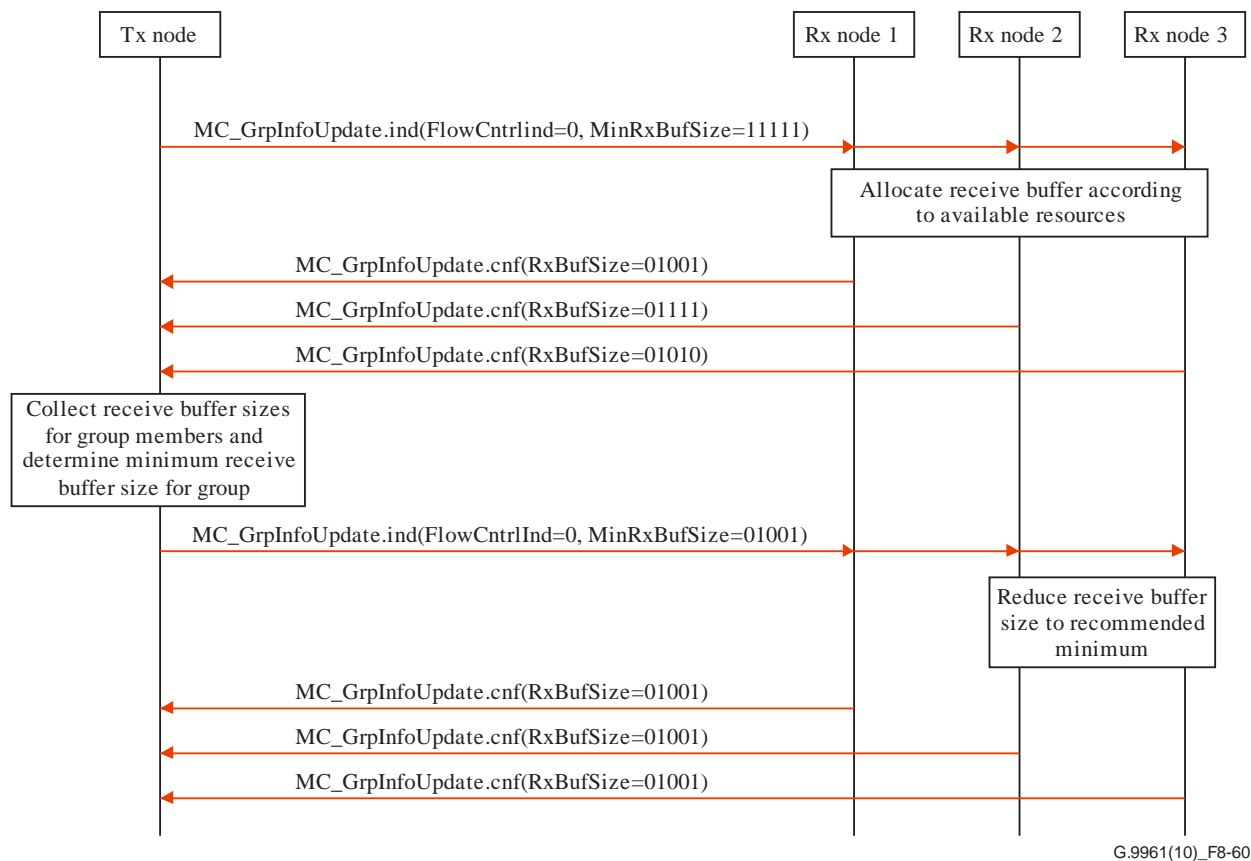 Tx node
Rx node 1
Rx node 2
Rx node 3
MC_GrpInfoUpdate.ind(FlowCntrlind=0, MinRxBufSize=11111)
Allocate receive buffer according
to available resources
MC_GrpInfoUpdate.cnf(RxBufSize=01001)
MC_GrpInfoUpdate.cnf(RxBufSize=01111)
MC_GrpInfoUpdate.cnf(RxBufSize=01010)
Collect receive buffer sizes
for group members and
determine minimum receive
buffer size for group
MC_GrpInfoUpdate.ind(FlowCntrlInd=0, MinRxBufSize=01001)
Reduce receive buffer
size to recommended
minimum
MC_GrpInfoUpdate.cnf(RxBufSize=01001)
MC_GrpInfoUpdate.cnf(RxBufSize=01001)
MC_GrpInfoUpdate.cnf(RxBufSize=01001)
G.9961(10)_F8-60